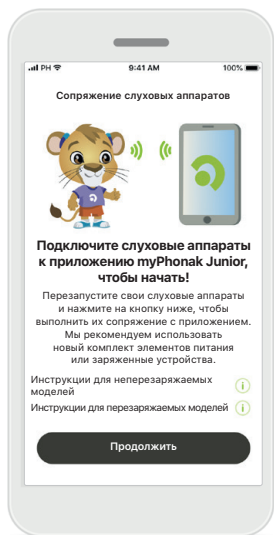 PH
9:41 AM
100%
Сопряжение слуховых аппаратов
Подключите слуховые аппараты
к приложению myPhonak Junior,
чтобы начать!
Перезапустите свои слуховые аппараты
и нажмите на кнопку ниже, чтобы
выполнить их сопряжение с приложением.
Мы рекомендуем использовать
новый комплект элементов питания
или заряженные устройства.
Инструкции для неперезаряжаемых
моделей
Инструкции для перезаряжаемых моделей
Продолжить